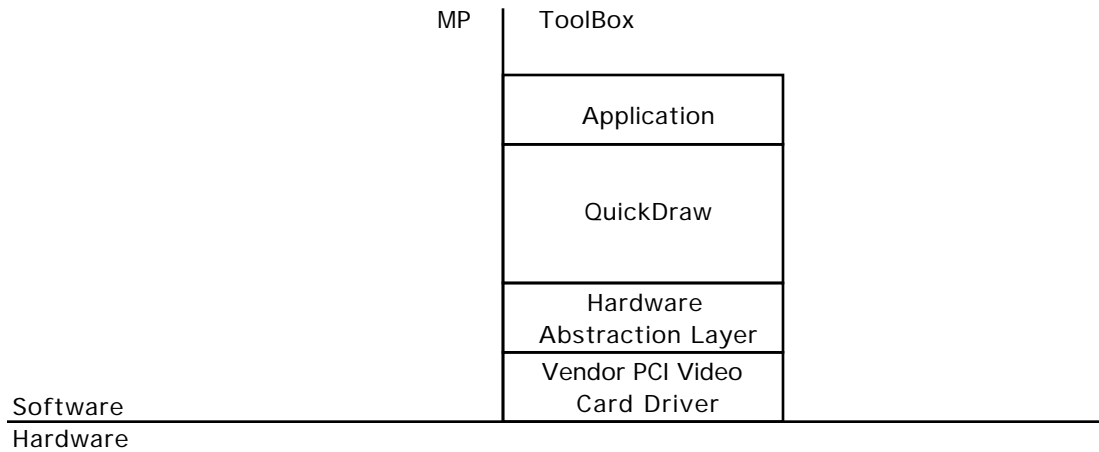 MP
ToolBox
Application
QuickDraw
Hardware
Abstraction Layer
Vendor PCI Video
Card Driver
Software
Hardware